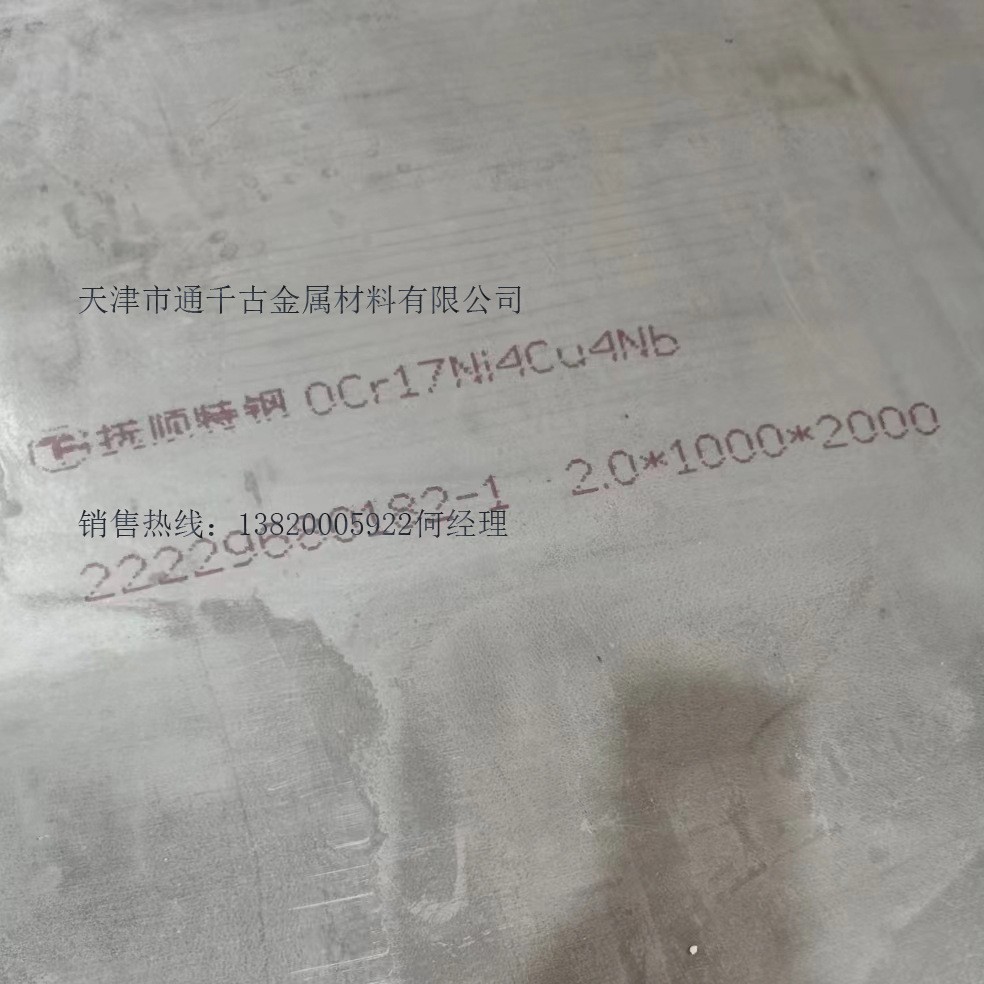 天津市通千古金属材料有限公司
抚顺特钢 0Cr17Ni4Cu4Nb
2.0*1000*2000
销售热线：13820005922何经理